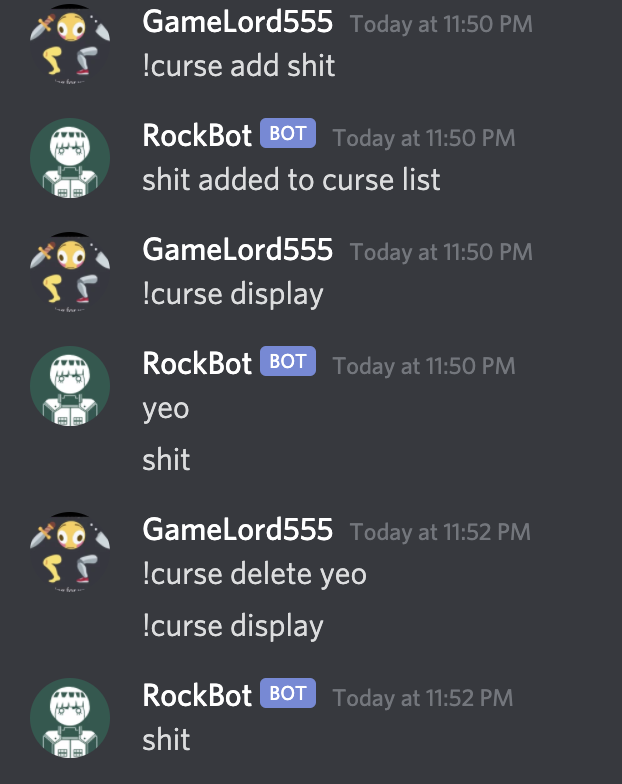 GameLord555 Today at 11:50 PM
!curse add shit
RockBot BOT Today at 11:50 PM
shit added to curse list
GameLord555 Today at 11:50 PM
!curse display
RockBot BOT Today at 11:50 PM
yeo
shit
GameLord555 Today at 11:52 PM
!curse delete yeo
!curse display
RockBot BOT Today at 11:52 PM
shit